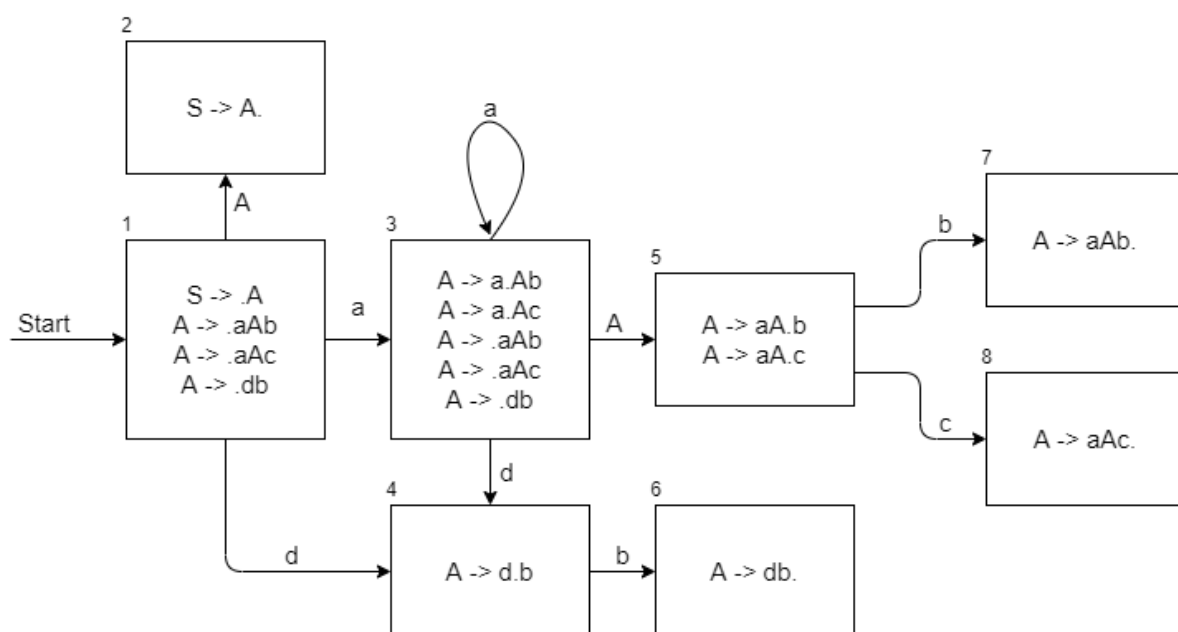 2
S -> A.
A
1
S -> .A
A -> .aAb
A -> .aAc
A -> .db
Start
a
a
3
A -> a.Ab
A -> a.Ac
A -> .aAb
A -> .aAc
A -> .db
A
5
A -> aA.b
A -> aA.c
b
7
A -> aAb.
c
8
A -> aAc.
d
d
4
A -> d.b
b
6
A -> db.